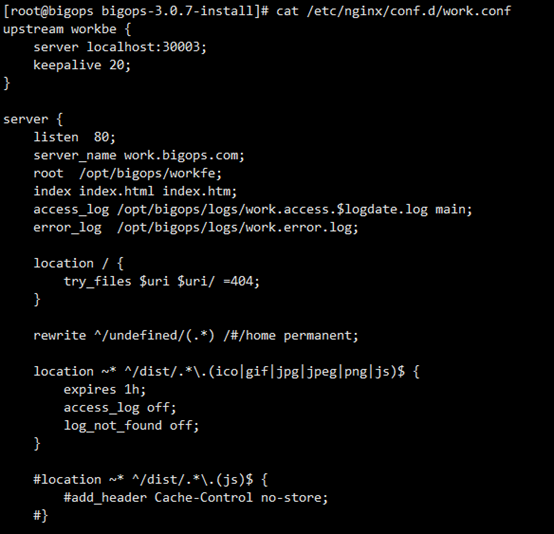 [root@bigops bigops-3.0.7-install]# cat /etc/nginx/conf.d/work.conf
upstream workbe {
    server localhost:30003;
    keepalive 20;
}

server {
    listen  80;
    server_name work.bigops.com;
    root  /opt/bigops/workfe;
    index index.html index.htm;
    access_log /opt/bigops/logs/work.access.$logdate.log main;
    error_log  /opt/bigops/logs/work.error.log;

    location / {
        try_files $uri $uri/ =404;
    }

    rewrite ^/undefined/(.*) /#/home permanent;

    location ~* ^/dist/.*\.(ico|gif|jpg|jpeg|png|js)$ {
        expires 1h;
        access_log off;
        log_not_found off;
    }

    #location ~* ^/dist/.*\.(js)$ {
        #add_header Cache-Control no-store;
    #}